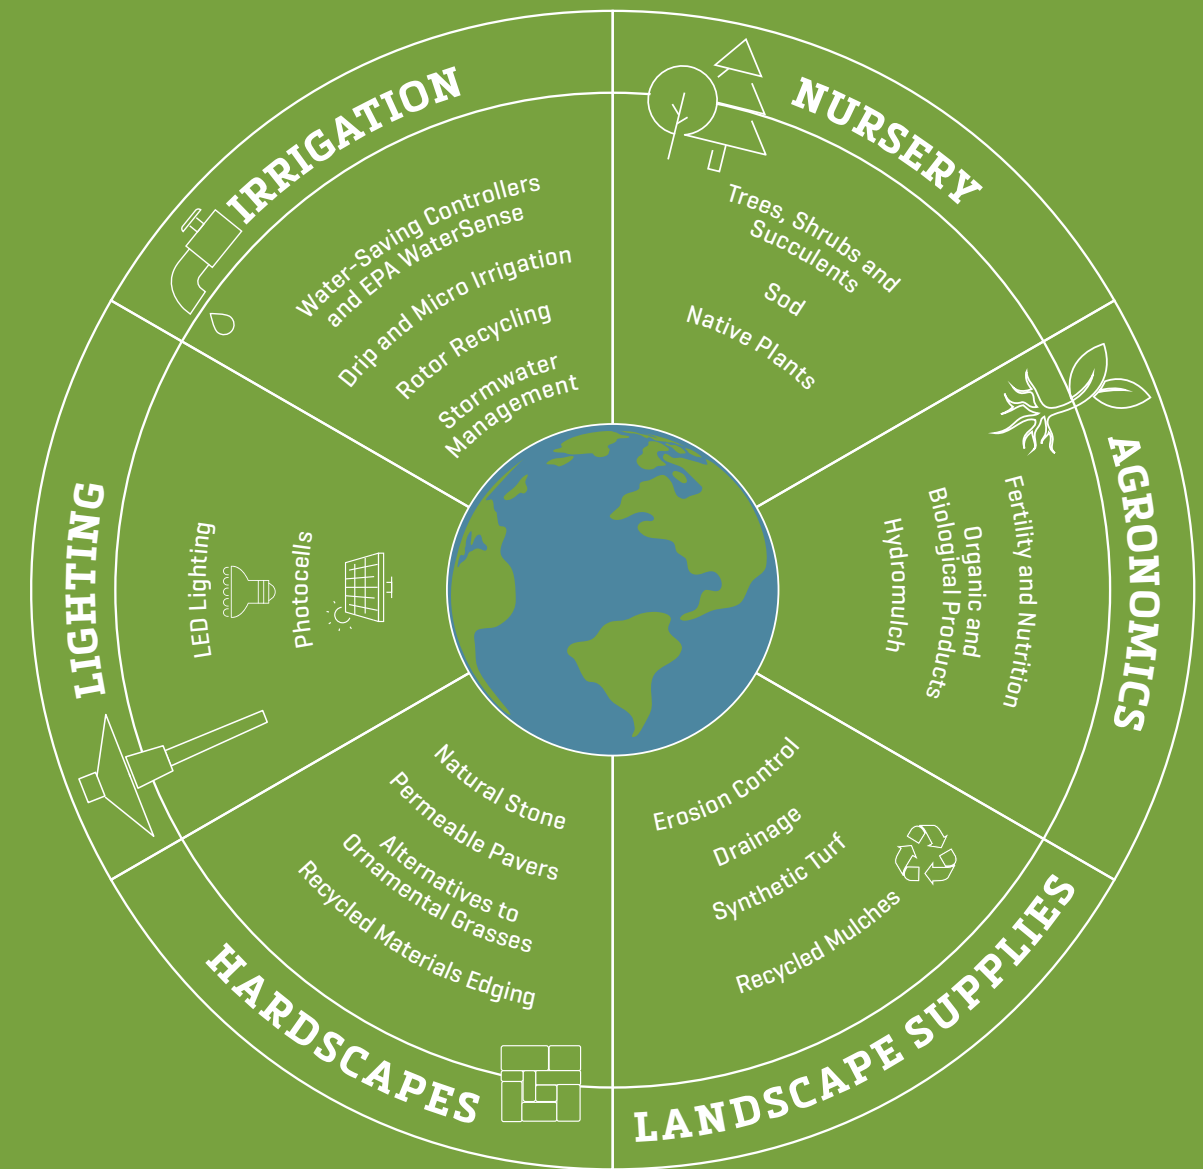 IRRIGATION
Water-Saving Controllers
and EPA WaterSense
Drip and Micro Irrigation
Rotor Recycling
Stormwater
Management
NURSERY
Trees, Shrubs and
Succulents
Sod
Native Plants
AGRONOMICS
Fertility and Nutrition
Organic and
Biological Products
Hydromulch
LANDSCAPE SUPPLIES
Erosion Control
Drainage
Synthetic Turf
Recycled Mulches
HARDSCAPES
Natural Stone
Permeable Pavers
Alternatives to
Ornamental Grasses
Recycled Materials Edging
LIGHTING
LED Lighting
Photocells